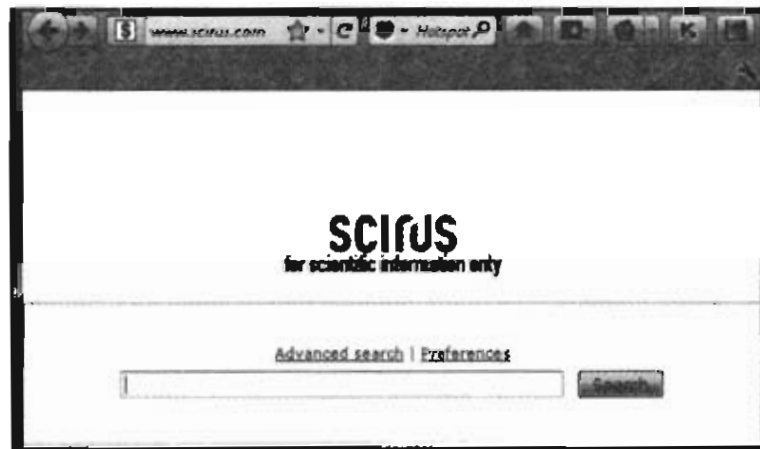 www.scirus.com
Hotspot
scirus
for scientific information only
Advanced search | Preferences
Search